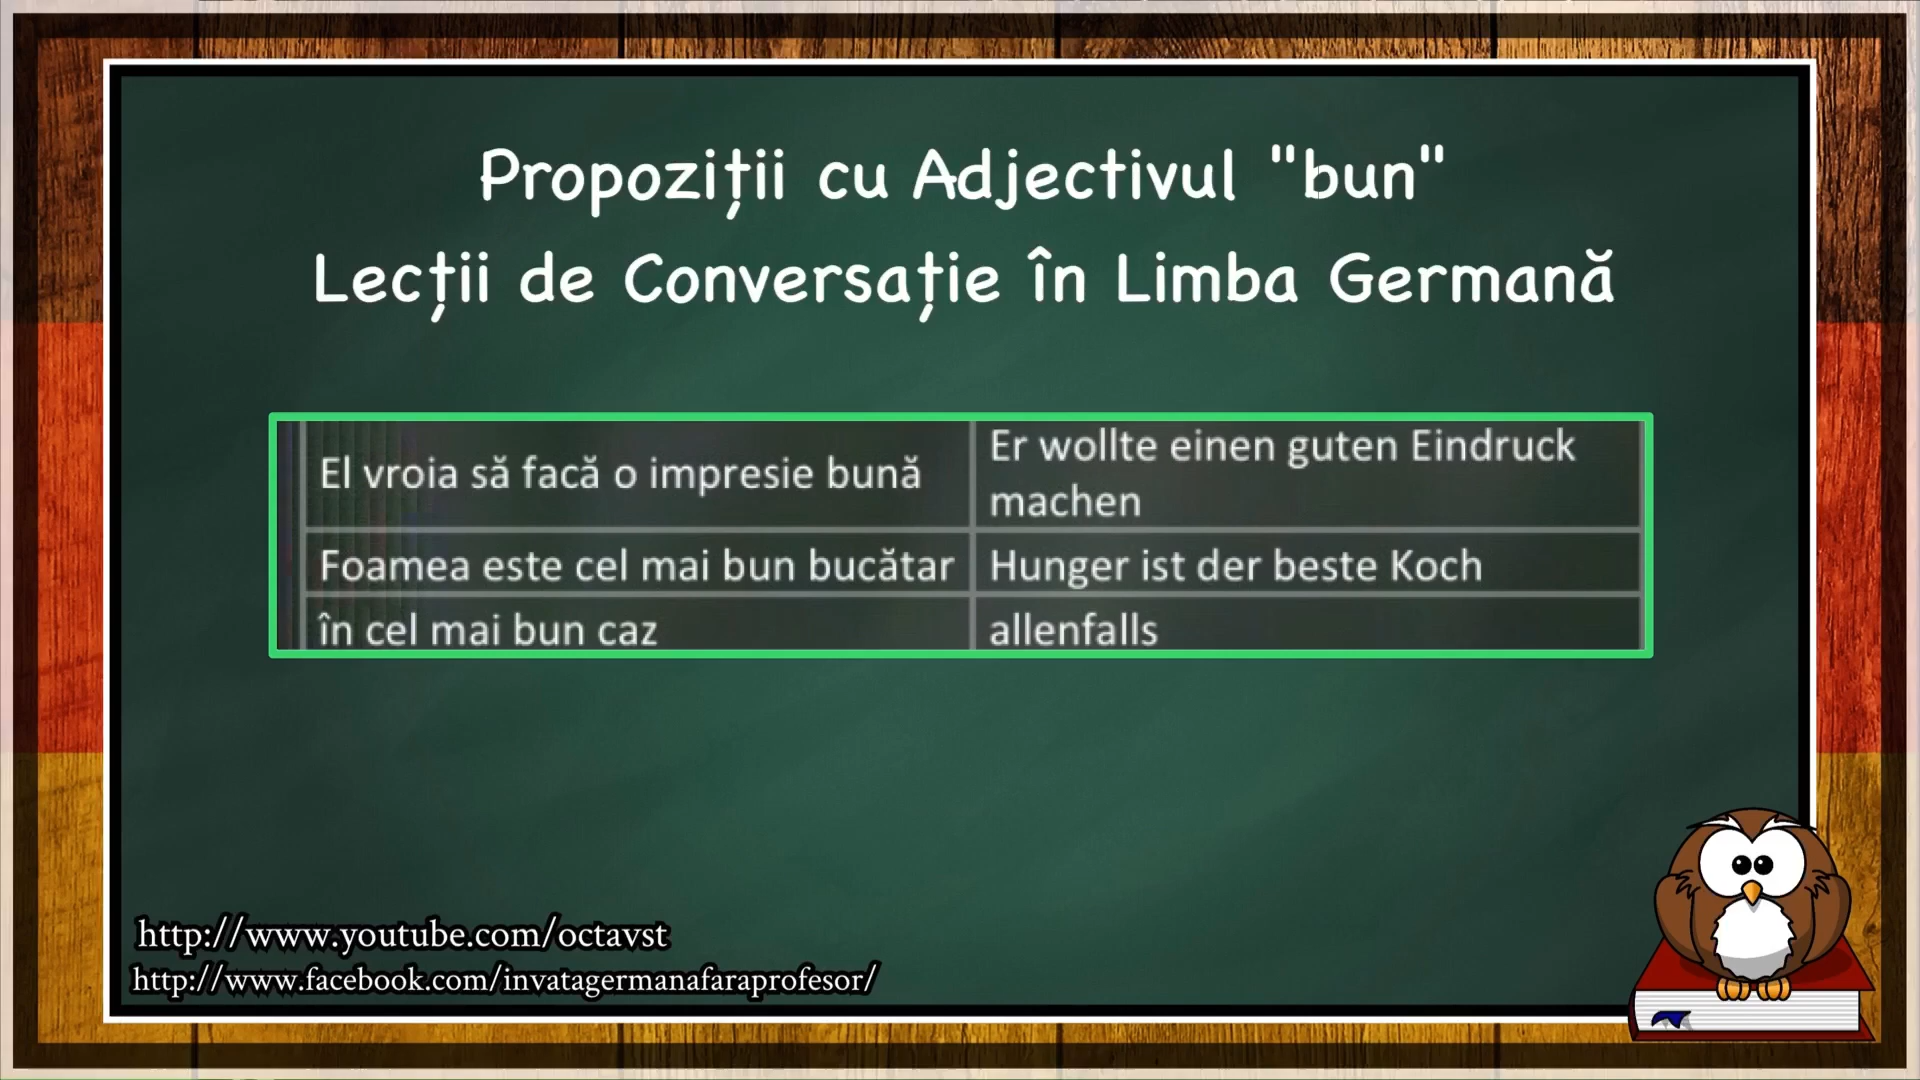 Propoziții cu Adjectivul "bun"
Lecții de Conversație în Limba Germană
El vroia să facă o impresie bună
Er wollte einen guten Eindruck
machen
Foamea este cel mai bun bucătar
Hunger ist der beste Koch
în cel mai bun caz
allenfalls
http://www.youtube.com/octavst
http://www.facebook.com/invatagermanafaraprofesor/